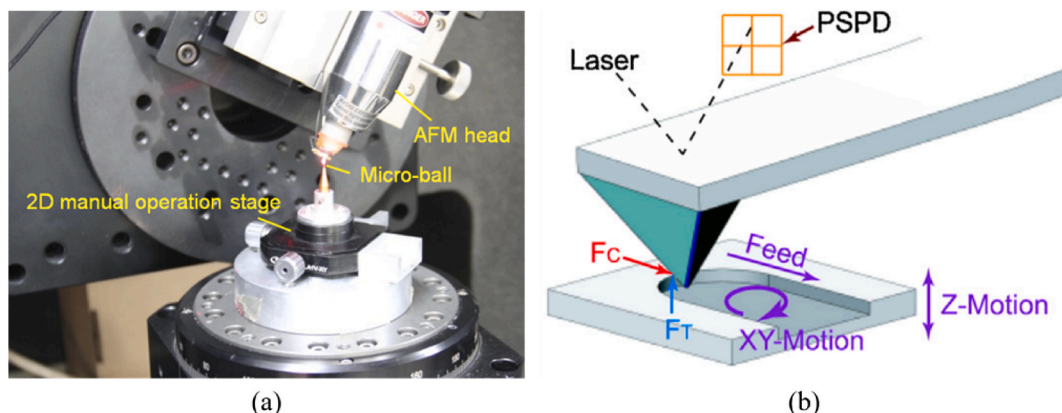 AFM head
Micro-ball
2D manual operation stage
(a)
PSPD
Laser
Feed
Fc
FT
XY-Motion
Z-Motion
(b)